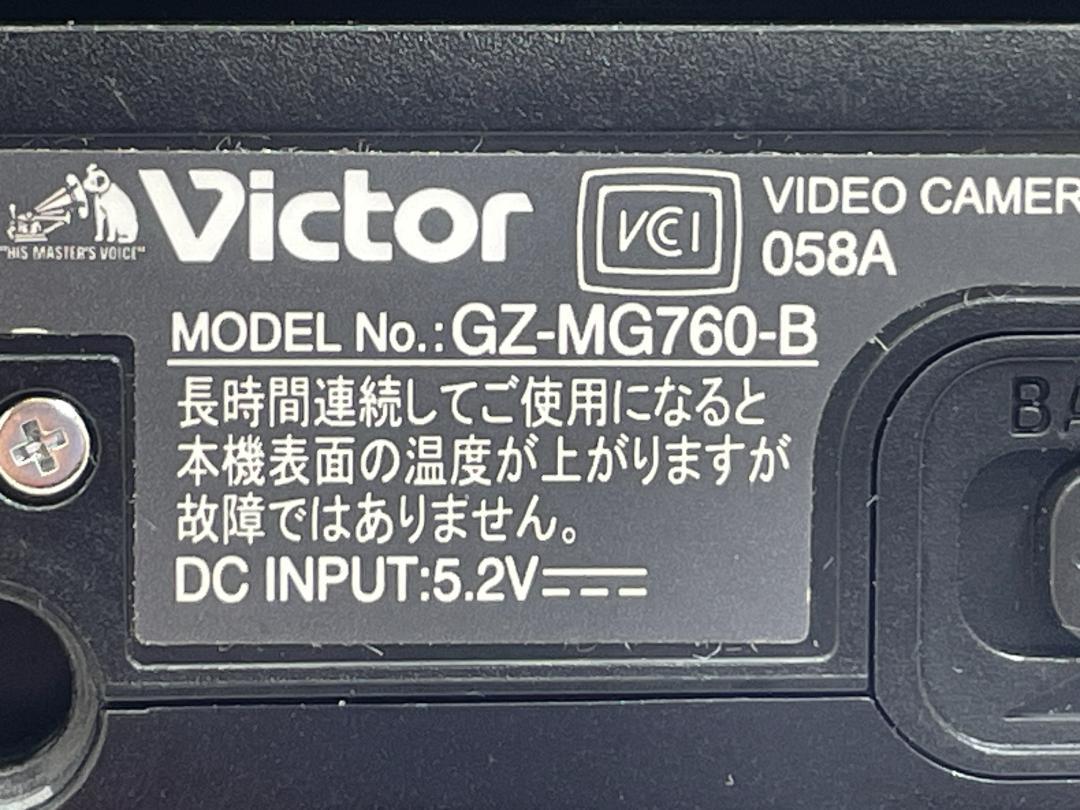 "HIS MASTER'S VOICE"
Victor
VCCI
VIDEO CAMER
058A
MODEL No.:GZ-MG760-B
長時間連続してご使用になると
本機表面の温度が上がりますが
故障ではありません。
DC INPUT:5.2V
BA